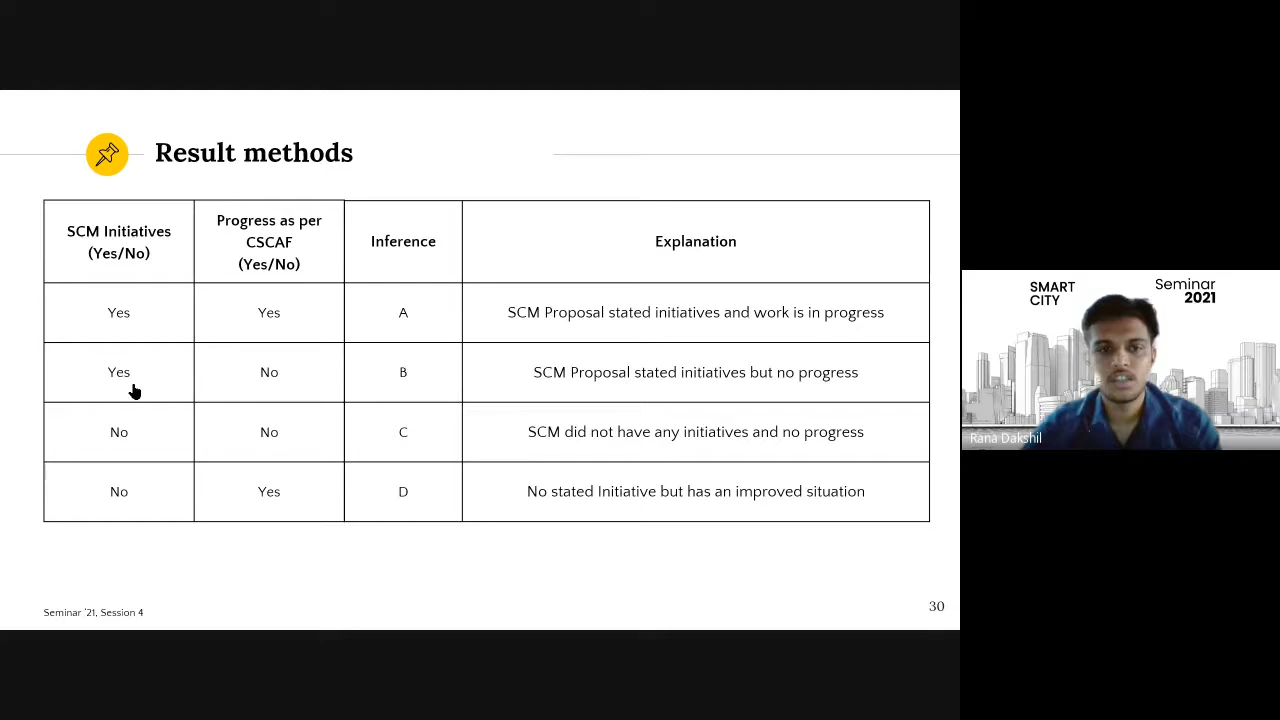 Result methods
SCM Initiatives
(Yes/No)
Progress as per
CSCAF
(Yes/No)
Inference
Explanation
Yes
Yes
A
SCM Proposal stated initiatives and work is in progress
Yes
No
B
SCM Proposal stated initiatives but no progress
No
No
C
SCM did not have any initiatives and no progress
No
Yes
D
No stated Initiative but has an improved situation
Seminar '21, Session 4
30
SMART
CITY
Seminar
2021
Rana Dakshil